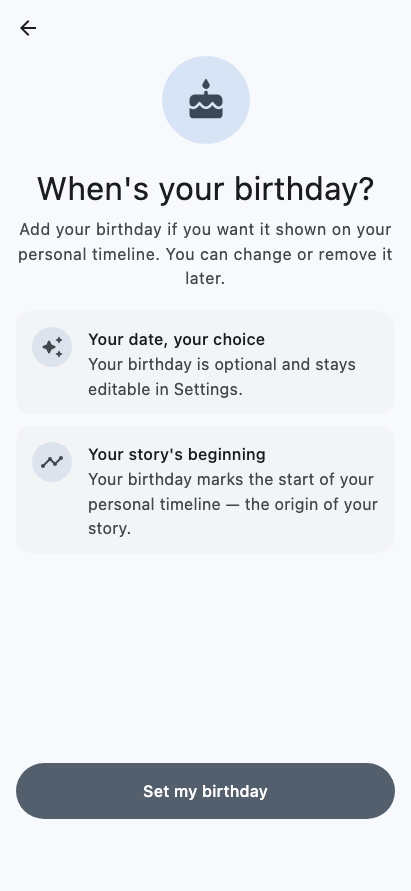 When's your birthday?
Add your birthday if you want it shown on your
personal timeline. You can change or remove it
later.
Your date, your choice
Your birthday is optional and stays
editable in Settings.
Your story's beginning
Your birthday marks the start of your
personal timeline — the origin of your
story.
Set my birthday